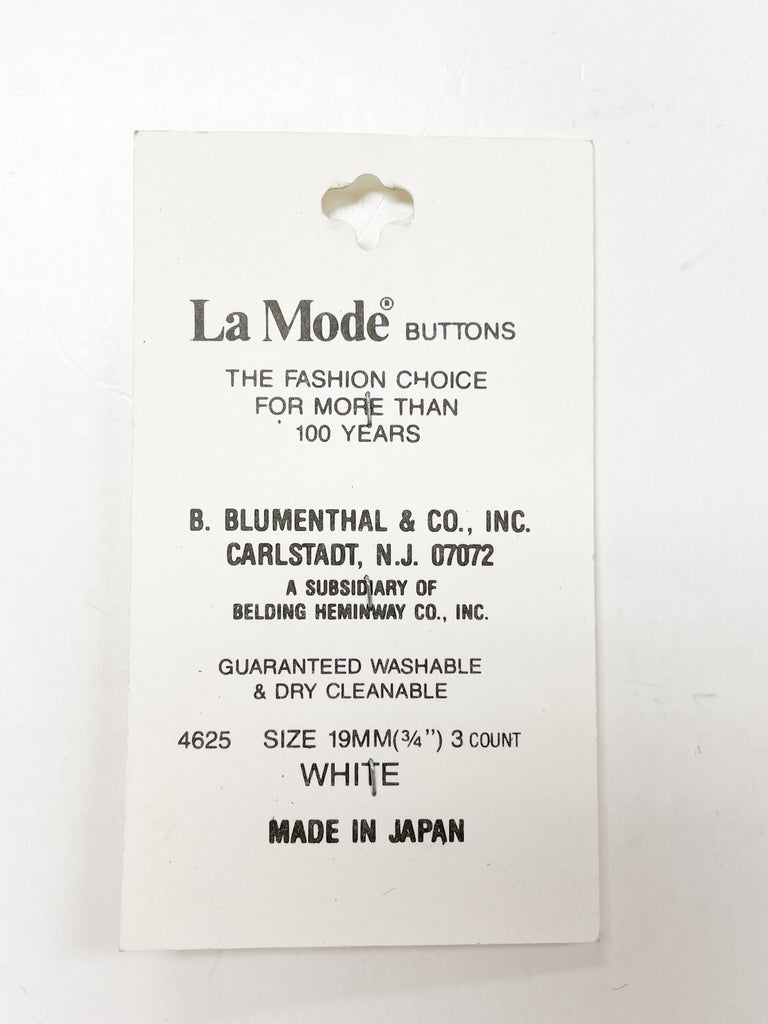 La Mode® BUTTONS
THE FASHION CHOICE
FOR MORE THAN
100 YEARS
B. BLUMENTHAL & CO., INC.
CARLSTADT, N.J. 07072
A SUBSIDIARY OF
BELDING HEMINWAY CO., INC.
GUARANTEED WASHABLE
& DRY CLEANABLE
4625 SIZE 19MM(¾") 3 COUNT
WHITE
MADE IN JAPAN